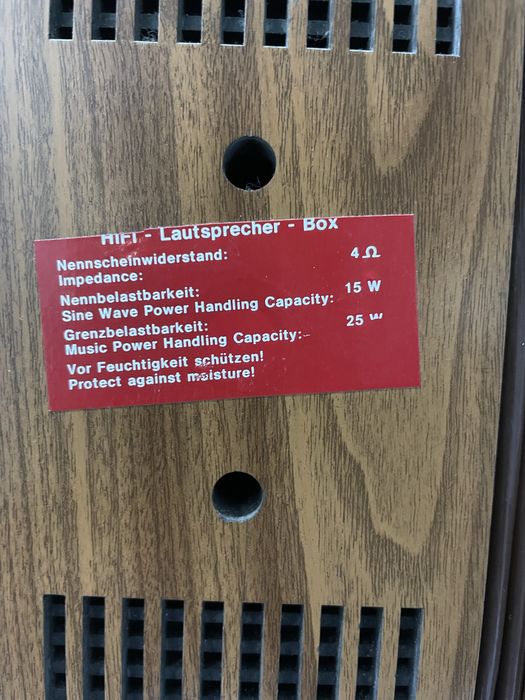 HIFI - Lautsprecher - Box
Nennscheinwiderstand: 4 Ω
Impedance:
Nennbelastbarkeit: 15 W
Sine Wave Power Handling Capacity:
Grenzbelastbarkeit: 25 W
Music Power Handling Capacity:
Vor Feuchtigkeit schützen!
Protect against moisture!